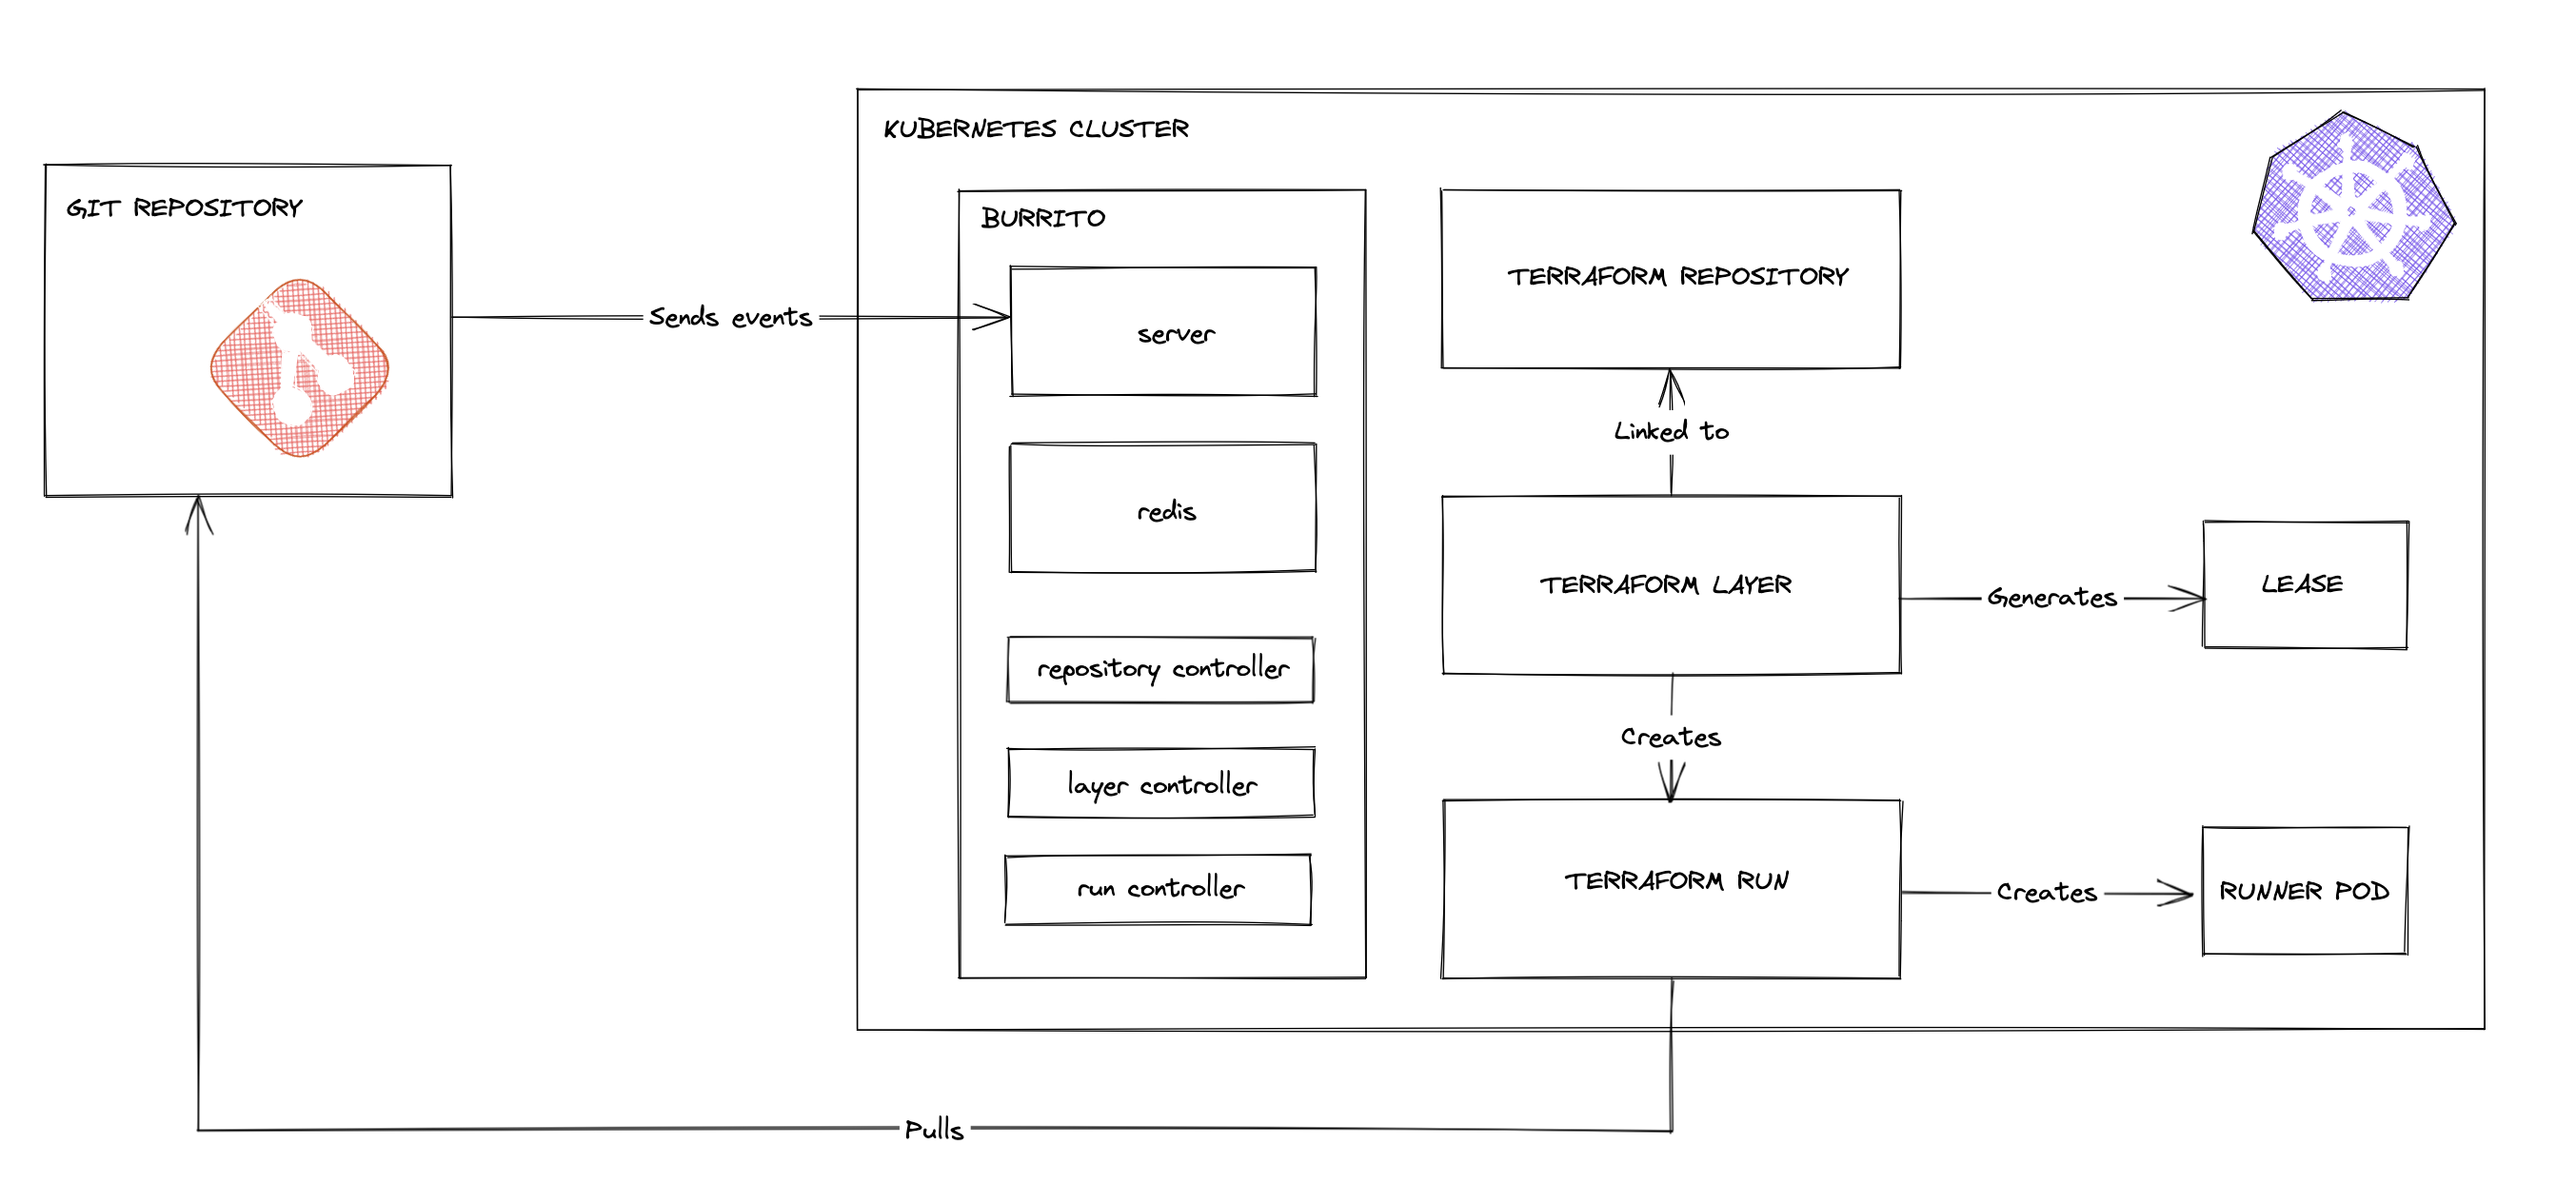 KUBERNETES CLUSTER
GIT REPOSITORY
BURRITO
TERRAFORM REPOSITORY
Sends events
server
Linked to
redis
TERRAFORM LAYER
Generates
LEASE
repository controller
Creates
layer controller
TERRAFORM RUN
run controller
Creates
RUNNER POD
Pulls